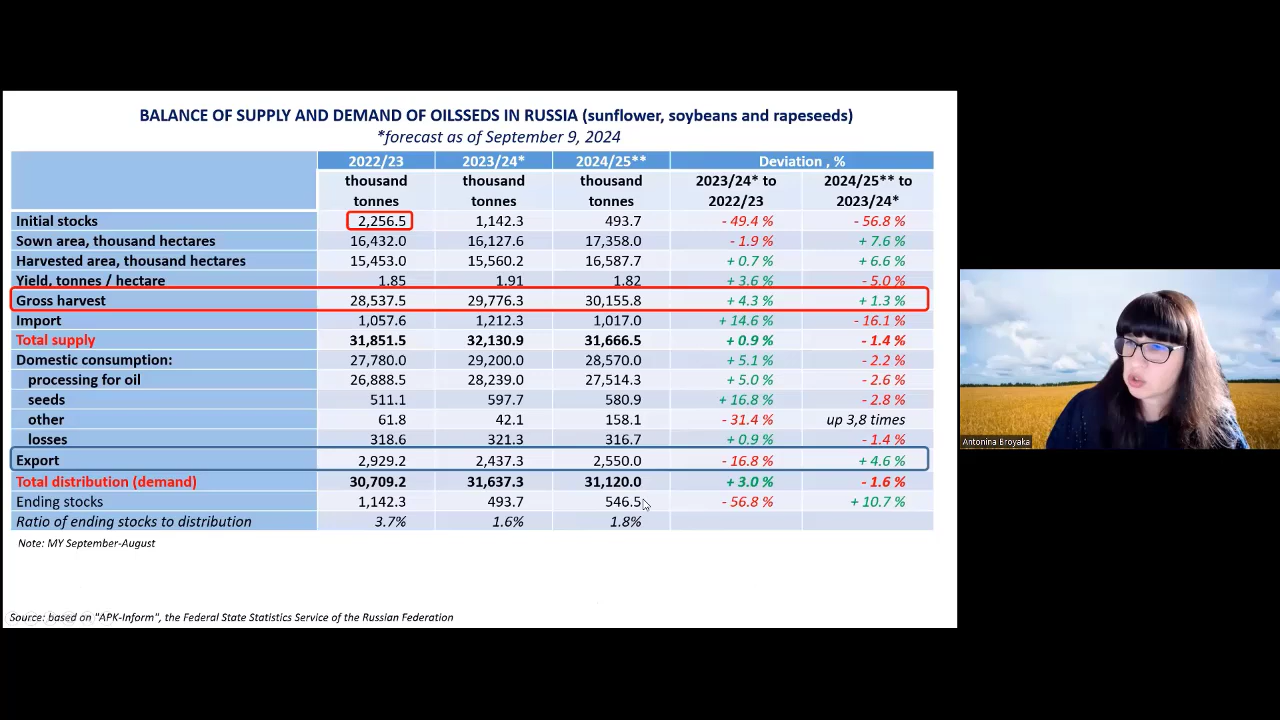 BALANCE OF SUPPLY AND DEMAND OF OILSSEDS IN RUSSIA (sunflower, soybeans and rapeseeds)
*forecast as of September 9, 2024
2022/23 2023/24* 2024/25** Deviation , %
thousand tonnes thousand tonnes thousand tonnes 2023/24* to 2022/23 2024/25** to 2023/24*
Initial stocks 2,256.5 1,142.3 493.7 - 49.4 % - 56.8 %
Sown area, thousand hectares 16,432.0 16,127.6 17,358.0 - 1.9 % + 7.6 %
Harvested area, thousand hectares 15,453.0 15,560.2 16,587.7 + 0.7 % + 6.6 %
Yield, tonnes / hectare 1.85 1.91 1.82 + 3.6 % - 5.0 %
Gross harvest 28,537.5 29,776.3 30,155.8 + 4.3 % + 1.3 %
Import 1,057.6 1,212.3 1,017.0 + 14.6 % - 16.1 %
Total supply 31,851.5 32,130.9 31,666.5 + 0.9 % - 1.4 %
Domestic consumption: 27,780.0 29,200.0 28,570.0 + 5.1 % - 2.2 %
processing for oil 26,888.5 28,239.0 27,514.3 + 5.0 % - 2.6 %
seeds 511.1 597.7 580.9 + 16.8 % - 2.8 %
other 61.8 42.1 158.1 - 31.4 % up 3,8 times
losses 318.6 321.3 316.7 + 0.9 % - 1.4 %
Export 2,929.2 2,437.3 2,550.0 - 16.8 % + 4.6 %
Total distribution (demand) 30,709.2 31,637.3 31,120.0 + 3.0 % - 1.6 %
Ending stocks 1,142.3 493.7 546.5 - 56.8 % + 10.7 %
Ratio of ending stocks to distribution 3.7% 1.6% 1.8%
Note: MY September-August
Source: based on "APK-Inform", the Federal State Statistics Service of the Russian Federation
Antonina Broyaka